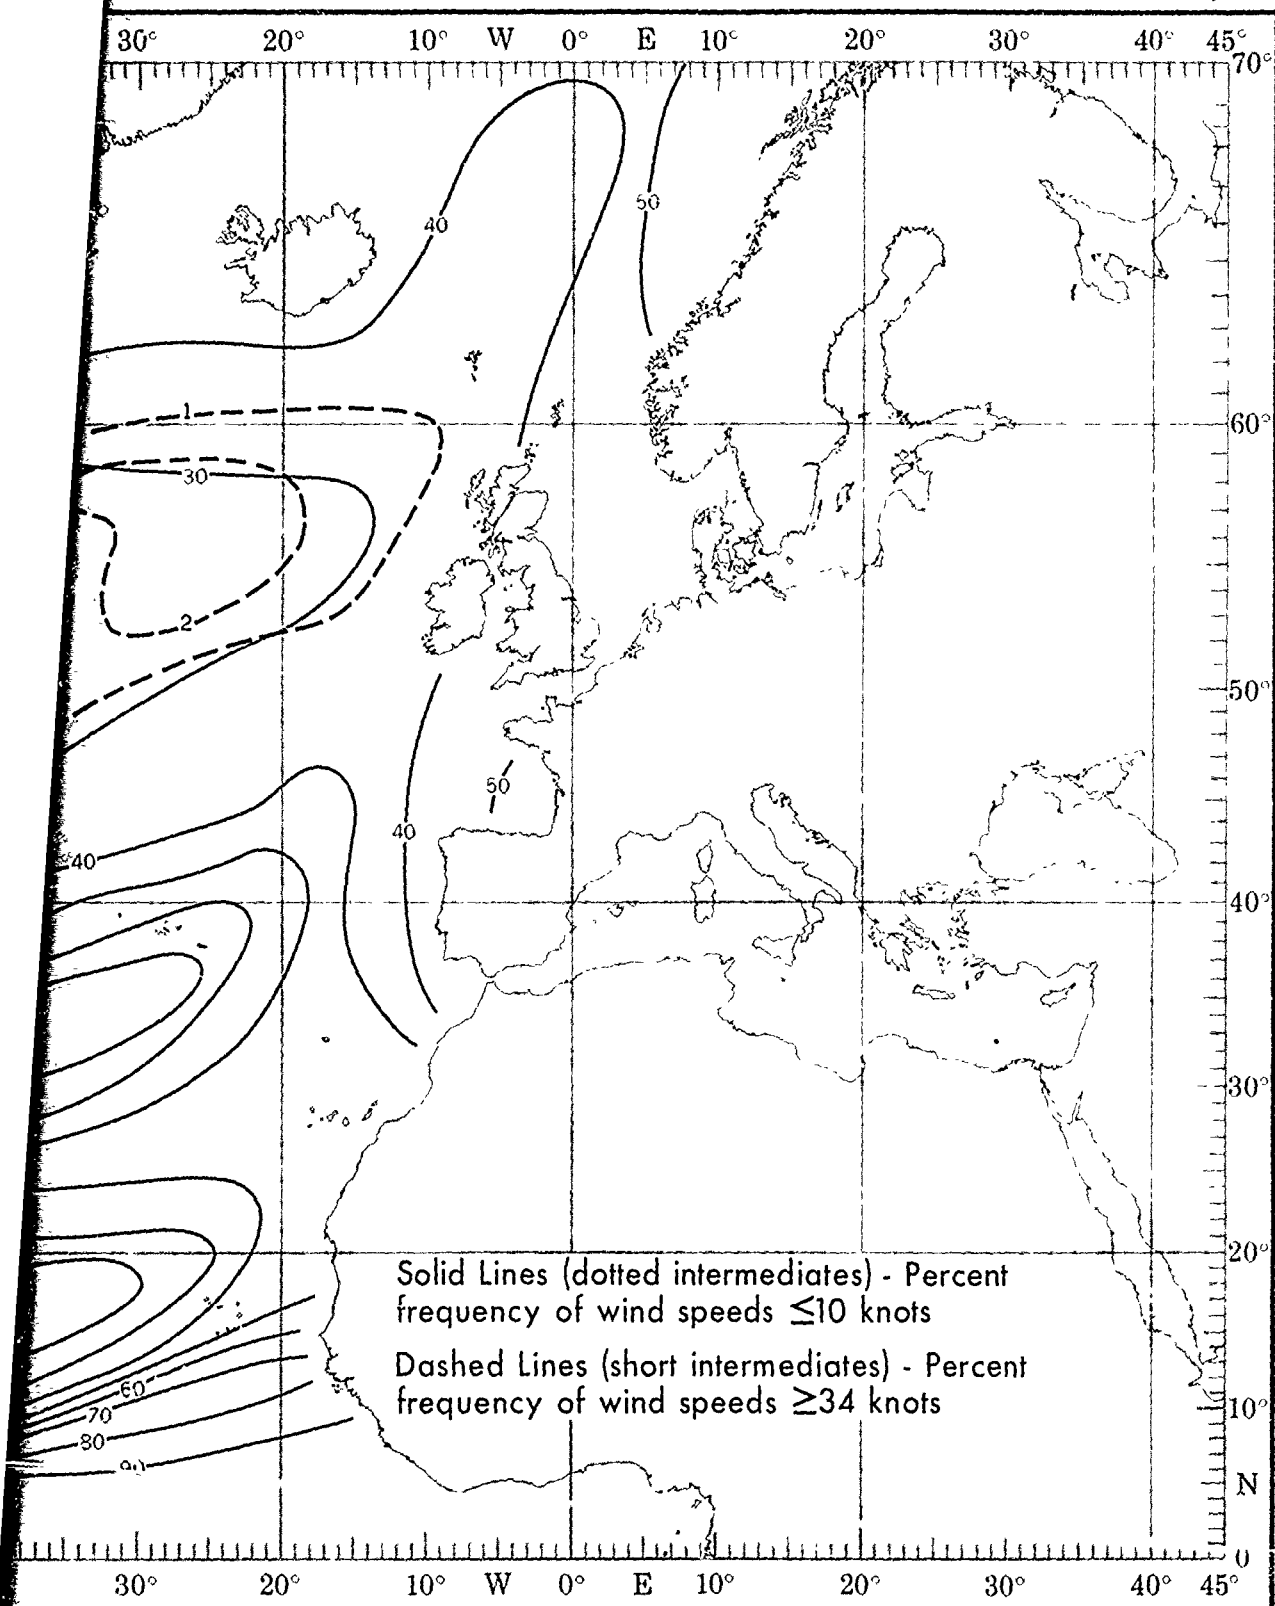 30° 20° 10° W 0° E 10° 20° 30° 40° 45°
70°
50
40
1
60°
30
2
50°
50
40
40
40°
30°
20°
Solid Lines (dotted intermediates) - Percent
frequency of wind speeds ≤10 knots
Dashed Lines (short intermediates) - Percent
frequency of wind speeds ≥34 knots
60
10°
70
80
90
N
0
30° 20° 10° W 0° E 10° 20° 30° 40° 45°